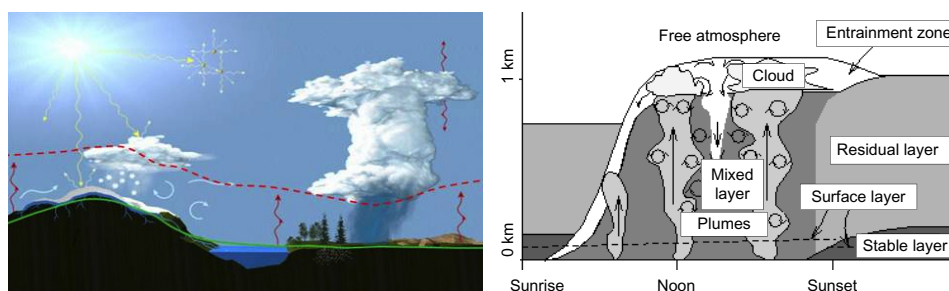 Free atmosphere
Entrainment zone
1 km
Cloud
Residual layer
Mixed
layer
Surface layer
Plumes
Stable layer
0 km
Sunrise
Noon
Sunset